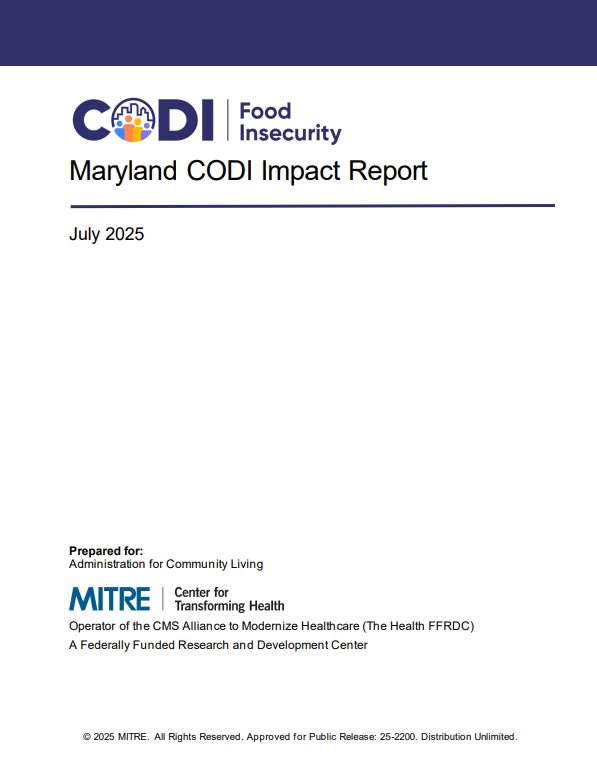 CODI Food
Insecurity
Maryland CODI Impact Report
July 2025
Prepared for:
Administration for Community Living
MITRE Center for
Transforming Health
Operator of the CMS Alliance to Modernize Healthcare (The Health FFRDC)
A Federally Funded Research and Development Center
© 2025 MITRE. All Rights Reserved. Approved for Public Release: 25-2200. Distribution Unlimited.